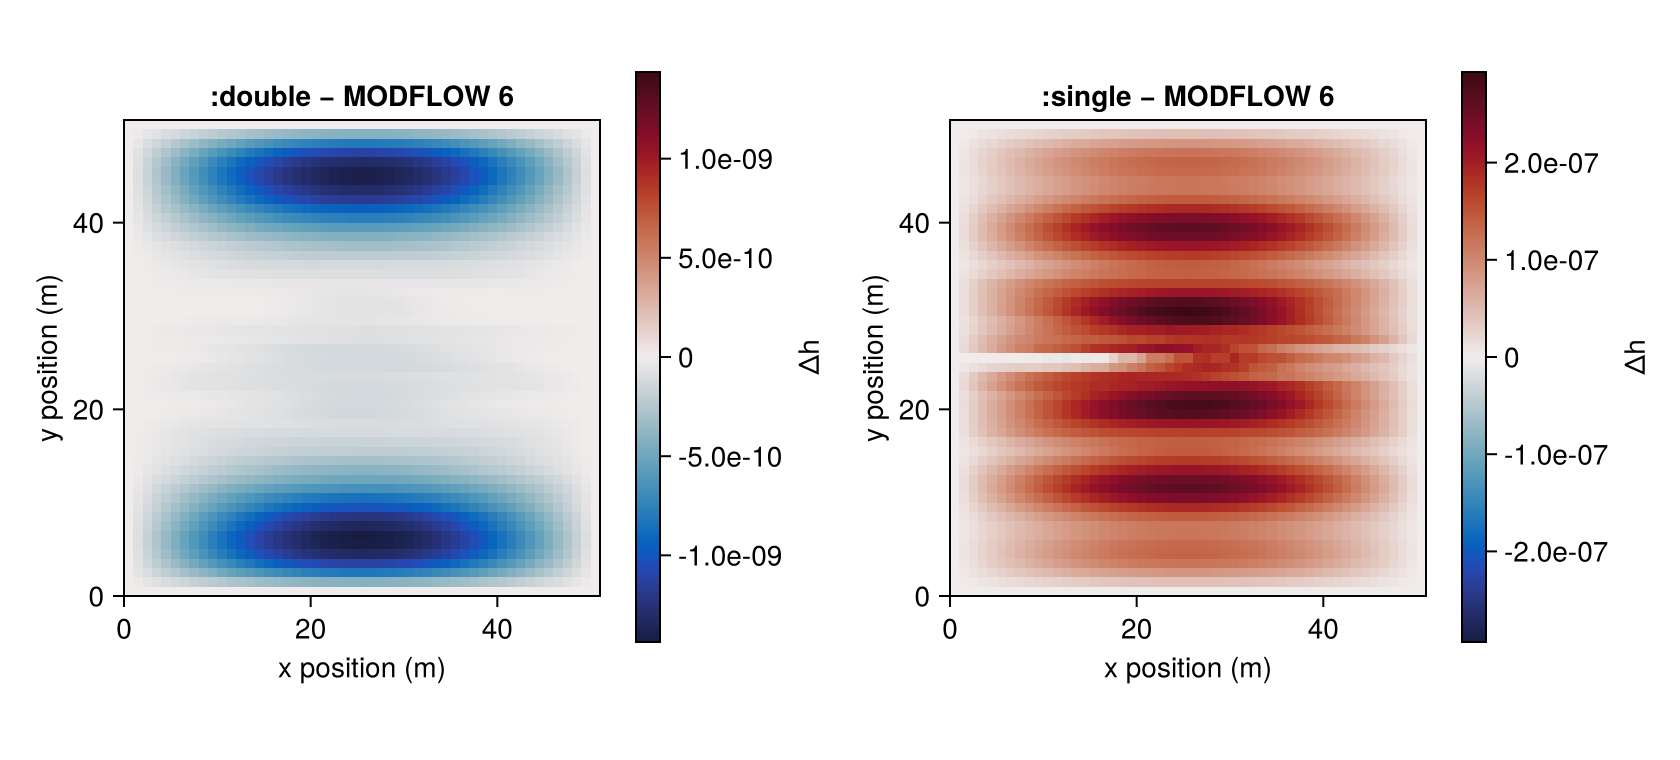 :double – MODFLOW 6
y position (m)
40
20
0
0
20
40
x position (m)
1.0e-09
5.0e-10
0
-5.0e-10
-1.0e-09
Δh
:single – MODFLOW 6
y position (m)
40
20
0
0
20
40
x position (m)
2.0e-07
1.0e-07
0
-1.0e-07
-2.0e-07
Δh